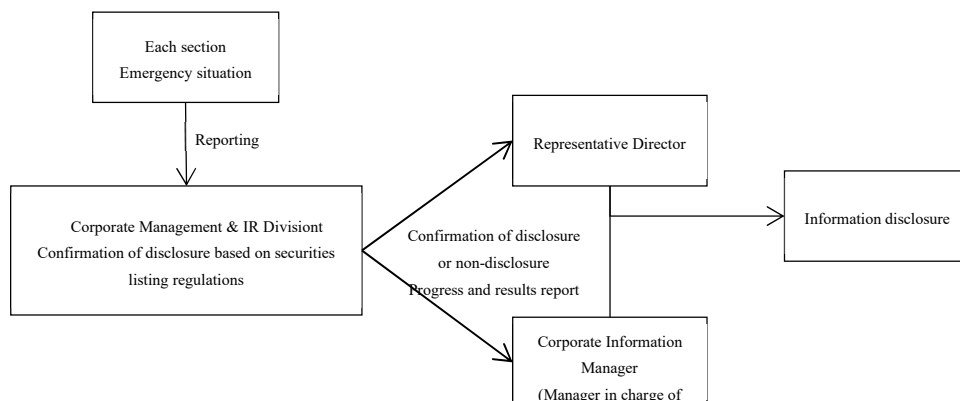 Each section
Emergency situation
Reporting
Representative Director
Corporate Management & IR Divisiont
Confirmation of disclosure based on securities
listing regulations
Confirmation of disclosure
or non-disclosure
Progress and results report
Information disclosure
Corporate Information
Manager
(Manager in charge of